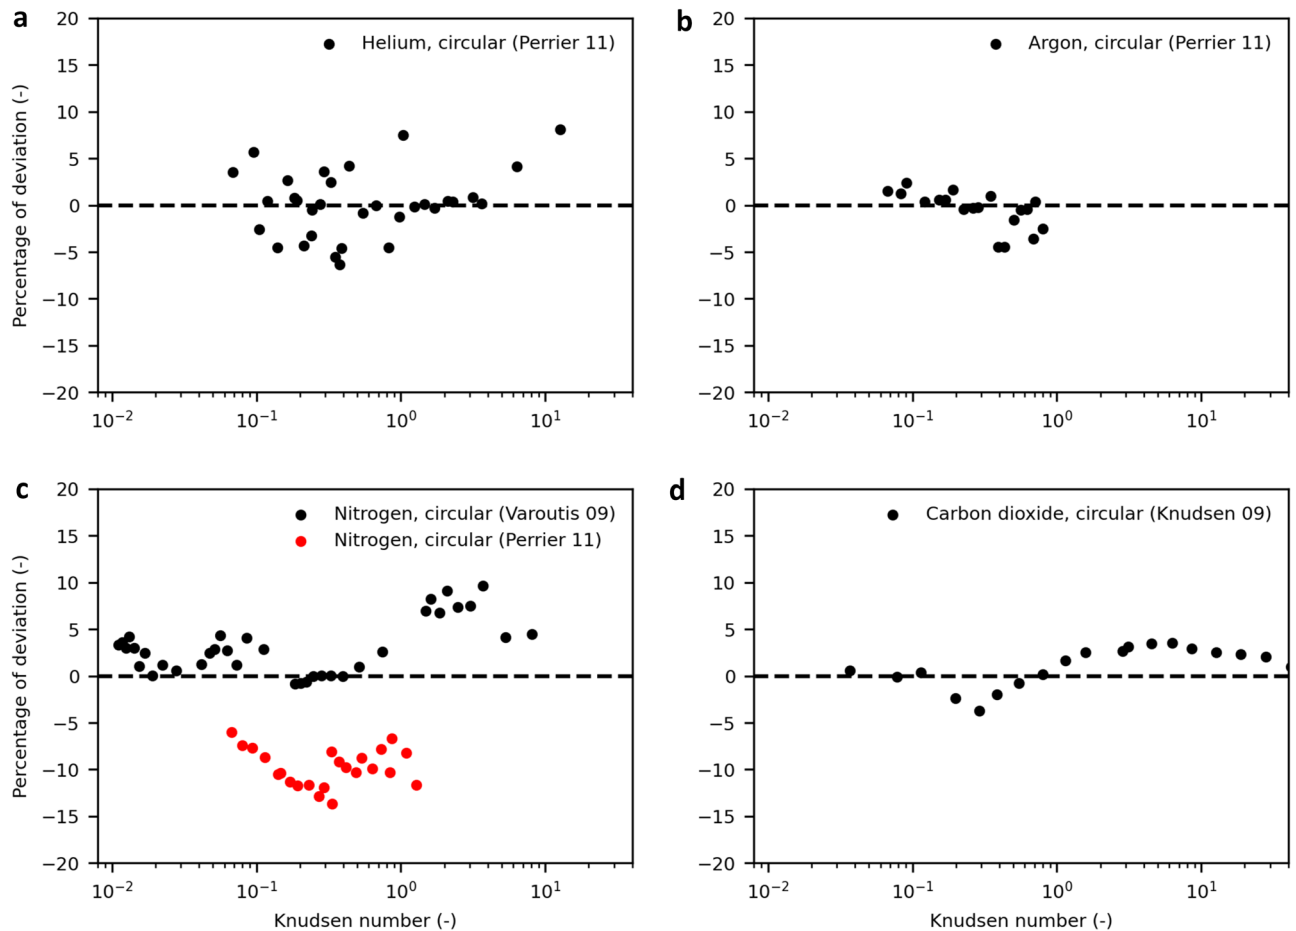 a
20
15
10
5
0
−5
−10
−15
−20
Percentage of deviation (-)
Helium, circular (Perrier 11)
10⁻² 10⁻¹ 10⁰ 10¹
b
20
15
10
5
0
−5
−10
−15
−20
Argon, circular (Perrier 11)
10⁻² 10⁻¹ 10⁰ 10¹
c
20
15
10
5
0
−5
−10
−15
−20
Percentage of deviation (-)
Nitrogen, circular (Varoutis 09)
Nitrogen, circular (Perrier 11)
10⁻² 10⁻¹ 10⁰ 10¹
Knudsen number (-)
d
20
15
10
5
0
−5
−10
−15
−20
Carbon dioxide, circular (Knudsen 09)
10⁻² 10⁻¹ 10⁰ 10¹
Knudsen number (-)